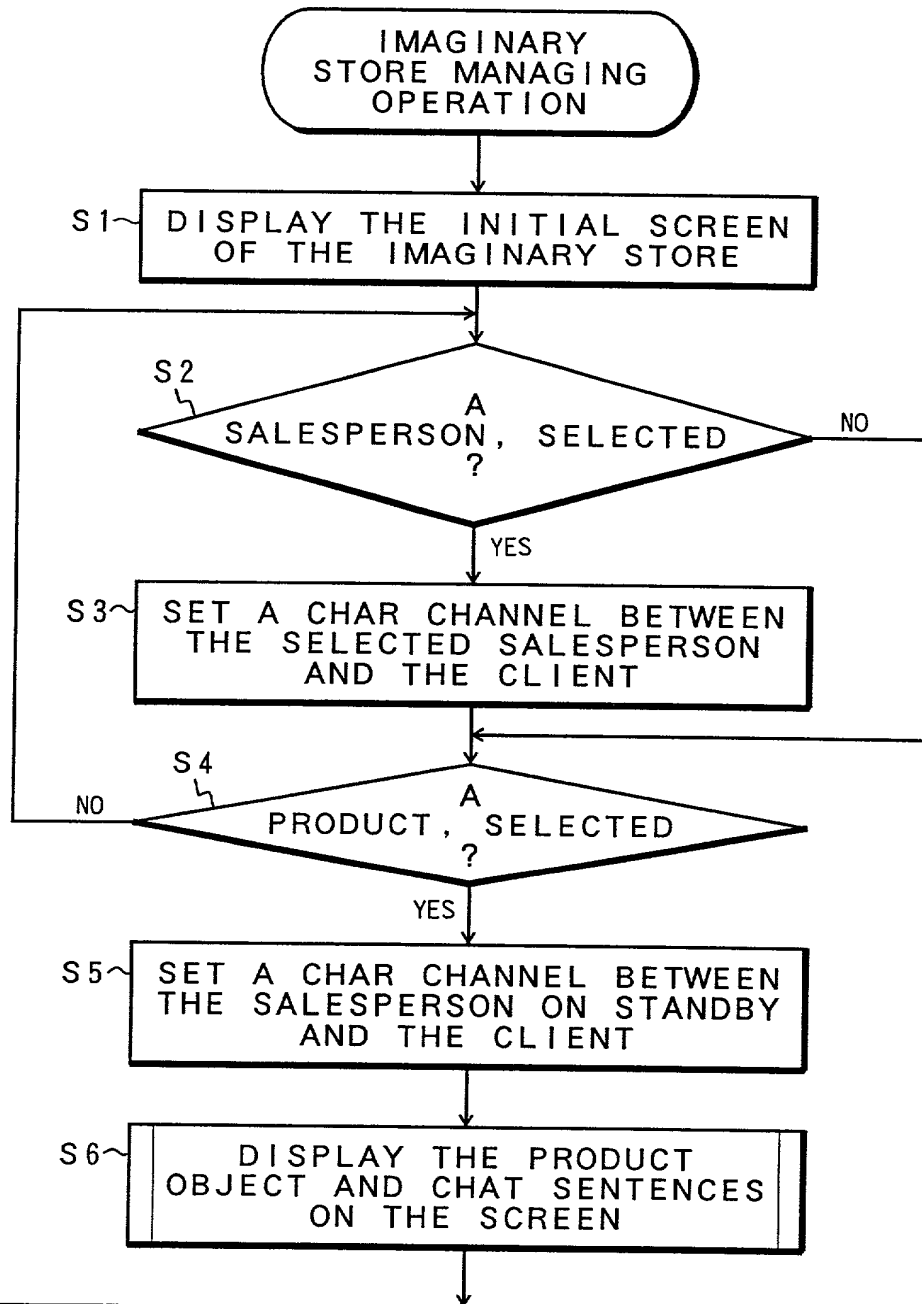 IMAGINARY
STORE MANAGING
OPERATION
S1
DISPLAY THE INITIAL SCREEN
OF THE IMAGINARY STORE
S2
A
SALESPERSON, SELECTED
?
NO
YES
S3
SET A CHAR CHANNEL BETWEEN
THE SELECTED SALESPERSON
AND THE CLIENT
S4
A
PRODUCT, SELECTED
?
NO
YES
S5
SET A CHAR CHANNEL BETWEEN
THE SALESPERSON ON STANDBY
AND THE CLIENT
S6
DISPLAY THE PRODUCT
OBJECT AND CHAT SENTENCES
ON THE SCREEN